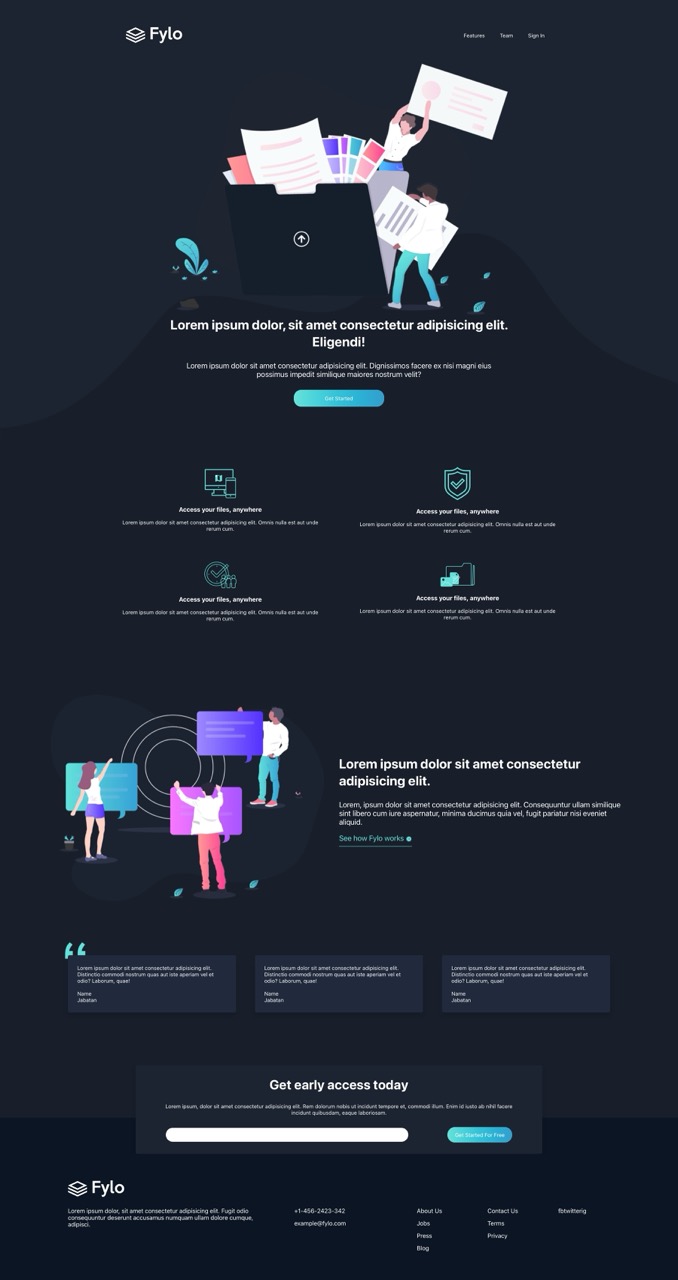 Fylo
Features Team Sign In
Lorem ipsum dolor, sit amet consectetur adipisicing elit.
Eligendi!
Lorem ipsum dolor sit amet consectetur adipisicing elit. Dignissimos facere ex nisi magni eius
possimus impedit similique maiores nostrum velit?
Get Started
Access your files, anywhere
Lorem ipsum dolor sit amet consectetur adipisicing elit. Omnis nulla est aut unde
rerum cum.
Access your files, anywhere
Lorem ipsum dolor sit amet consectetur adipisicing elit. Omnis nulla est aut unde
rerum cum.
Access your files, anywhere
Lorem ipsum dolor sit amet consectetur adipisicing elit. Omnis nulla est aut unde
rerum cum.
Access your files, anywhere
Lorem ipsum dolor sit amet consectetur adipisicing elit. Omnis nulla est aut unde
rerum cum.
Lorem ipsum dolor sit amet consectetur
adipisicing elit.
Lorem, ipsum dolor sit amet consectetur adipisicing elit. Consequuntur ullam similique
sint libero cum iure aspernatur, minima ducimus quia vel, fugit pariatur nisi eveniet
aliquid.
See how Fylo works
Lorem ipsum dolor sit amet consectetur adipisicing elit.
Distinctio commodi nostrum quas aut iste aperiam vel et
odio? Laborum, quae!
Name
Jabatan
Lorem ipsum dolor sit amet consectetur adipisicing elit.
Distinctio commodi nostrum quas aut iste aperiam vel et
odio? Laborum, quae!
Name
Jabatan
Lorem ipsum dolor sit amet consectetur adipisicing elit.
Distinctio commodi nostrum quas aut iste aperiam vel et
odio? Laborum, quae!
Name
Jabatan
Get early access today
Lorem ipsum, dolor sit amet consectetur adipisicing elit. Rem dolorum nobis ut incidunt tempore et, commodi illum. Enim id iusto ab nihil facere
incidunt quibusdam, eaque laboriosam.
Get Started For Free
Fylo
Lorem ipsum dolor, sit amet consectetur adipisicing elit. Fugit odio
consequuntur deserunt accusamus numquam ullam dolore cumque,
adipisci.
+1-456-2423-342
example@fylo.com
About Us
Jobs
Press
Blog
Contact Us
Terms
Privacy
fbtwitterig